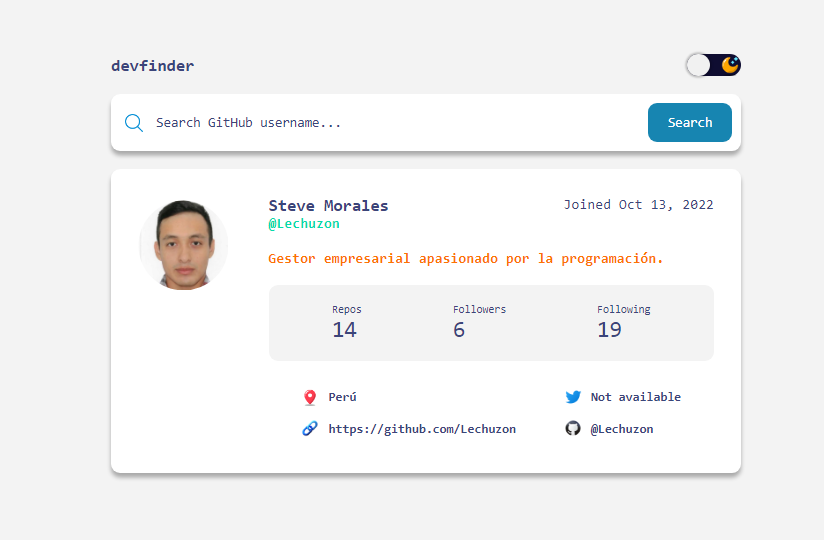 devfinder
Search GitHub username...
Search
Steve Morales
Joined Oct 13, 2022
@Lechuzon
Gestor empresarial apasionado por la programación.
Repos
14
Followers
6
Following
19
Perú
Not available
https://github.com/Lechuzon
@Lechuzon